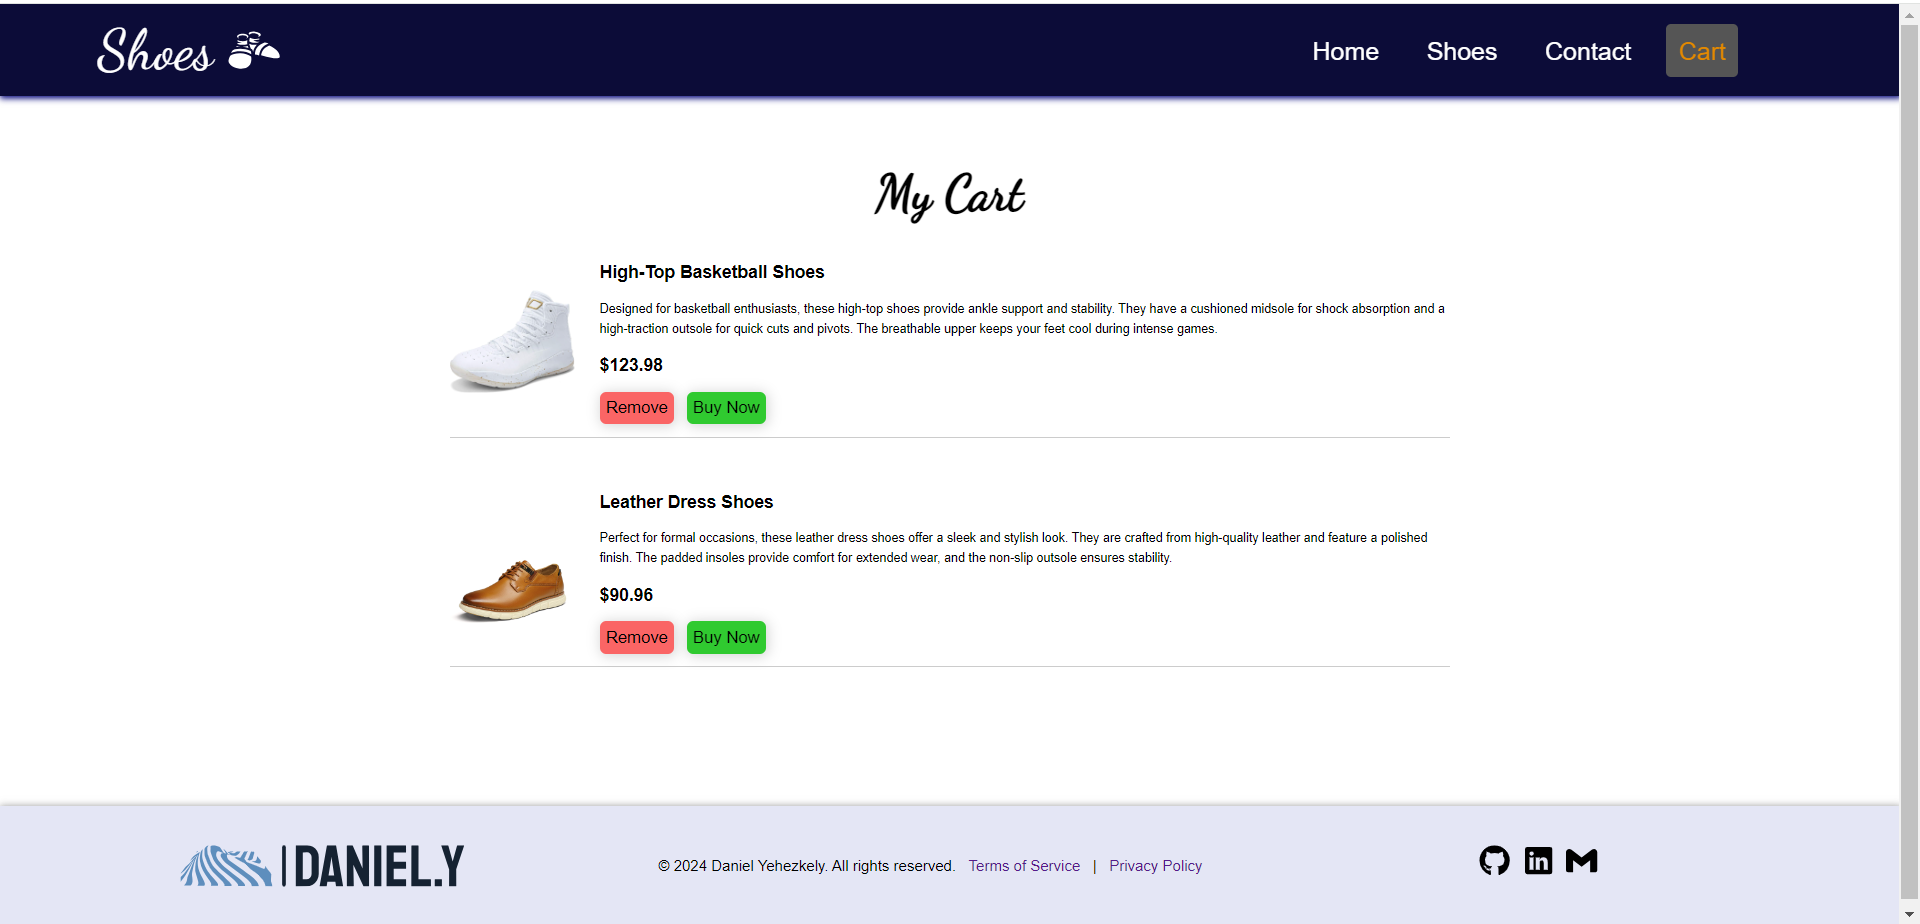 Shoes
Home Shoes Contact Cart
My Cart
High-Top Basketball Shoes
Designed for basketball enthusiasts, these high-top shoes provide ankle support and stability. They have a cushioned midsole for shock absorption and a
high-traction outsole for quick cuts and pivots. The breathable upper keeps your feet cool during intense games.
$123.98
Remove Buy Now
Leather Dress Shoes
Perfect for formal occasions, these leather dress shoes offer a sleek and stylish look. They are crafted from high-quality leather and feature a polished
finish. The padded insoles provide comfort for extended wear, and the non-slip outsole ensures stability.
$90.96
Remove Buy Now
DANIEL.Y
© 2024 Daniel Yehezkely. All rights reserved. Terms of Service | Privacy Policy
in